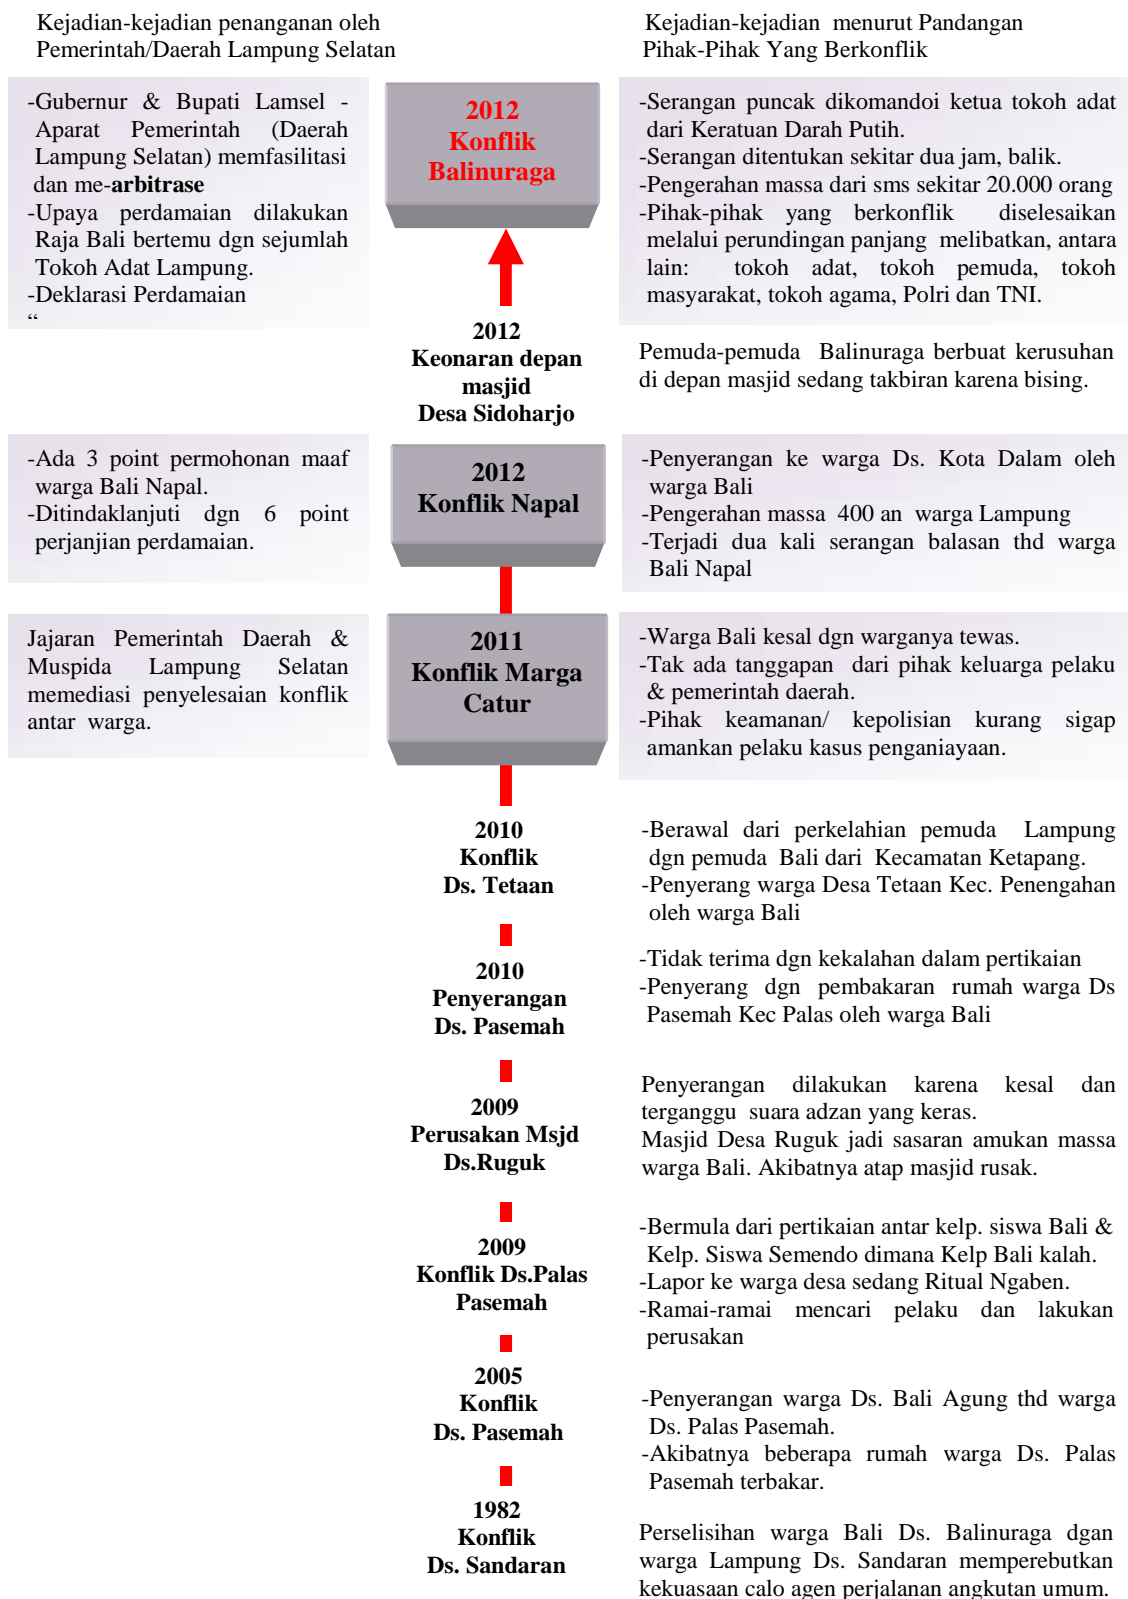 Kejadian-kejadian penanganan oleh
Pemerintah/Daerah Lampung Selatan
Kejadian-kejadian menurut Pandangan
Pihak-Pihak Yang Berkonflik
-Gubernur & Bupati Lamsel -
Aparat Pemerintah (Daerah
Lampung Selatan) memfasilitasi
dan me-arbitrase
-Upaya perdamaian dilakukan
Raja Bali bertemu dgn sejumlah
Tokoh Adat Lampung.
-Deklarasi Perdamaian
“
2012
Konflik
Balinuraga
-Serangan puncak dikomandoi ketua tokoh adat
dari Keratuan Darah Putih.
-Serangan ditentukan sekitar dua jam, balik.
-Pengerahan massa dari sms sekitar 20.000 orang
-Pihak-pihak yang berkonflik diselesaikan
melalui perundingan panjang melibatkan, antara
lain: tokoh adat, tokoh pemuda, tokoh
masyarakat, tokoh agama, Polri dan TNI.
2012
Keonaran depan
masjid
Desa Sidoharjo
Pemuda-pemuda Balinuraga berbuat kerusuhan
di depan masjid sedang takbiran karena bising.
-Ada 3 point permohonan maaf
warga Bali Napal.
-Ditindaklanjuti dgn 6 point
perjanjian perdamaian.
2012
Konflik Napal
-Penyerangan ke warga Ds. Kota Dalam oleh
warga Bali
-Pengerahan massa 400 an warga Lampung
-Terjadi dua kali serangan balasan thd warga
Bali Napal
Jajaran Pemerintah Daerah &
Muspida Lampung Selatan
memediasi penyelesaian konflik
antar warga.
2011
Konflik Marga
Catur
-Warga Bali kesal dgn warganya tewas.
-Tak ada tanggapan dari pihak keluarga pelaku
& pemerintah daerah.
-Pihak keamanan/ kepolisian kurang sigap
amankan pelaku kasus penganiayaan.
2010
Konflik
Ds. Tetaan
-Berawal dari perkelahian pemuda Lampung
dgn pemuda Bali dari Kecamatan Ketapang.
-Penyerang warga Desa Tetaan Kec. Penengahan
oleh warga Bali
2010
Penyerangan
Ds. Pasemah
-Tidak terima dgn kekalahan dalam pertikaian
-Penyerang dgn pembakaran rumah warga Ds
Pasemah Kec Palas oleh warga Bali
2009
Perusakan Msjd
Ds.Ruguk
Penyerangan dilakukan karena kesal dan
terganggu suara adzan yang keras.
Masjid Desa Ruguk jadi sasaran amukan massa
warga Bali. Akibatnya atap masjid rusak.
2009
Konflik Ds.Palas
Pasemah
-Bermula dari pertikaian antar kelp. siswa Bali &
Kelp. Siswa Semendo dimana Kelp Bali kalah.
-Lapor ke warga desa sedang Ritual Ngaben.
-Ramai-ramai mencari pelaku dan lakukan
perusakan
2005
Konflik
Ds. Pasemah
-Penyerangan warga Ds. Bali Agung thd warga
Ds. Palas Pasemah.
-Akibatnya beberapa rumah warga Ds. Palas
Pasemah terbakar.
1982
Konflik
Ds. Sandaran
Perselisihan warga Bali Ds. Balinuraga dgan
warga Lampung Ds. Sandaran memperebutkan
kekuasaan calo agen perjalanan angkutan umum.